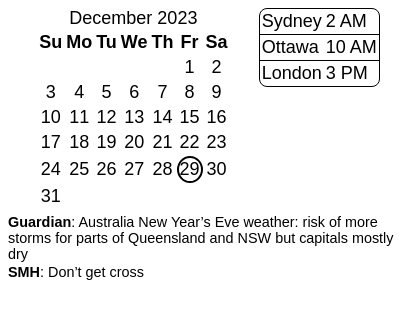 December 2023
Su Mo Tu We Th Fr Sa
1 2
3 4 5 6 7 8 9
10 11 12 13 14 15 16
17 18 19 20 21 22 23
24 25 26 27 28 29 30
31
Sydney 2 AM
Ottawa 10 AM
London 3 PM
Guardian: Australia New Year’s Eve weather: risk of more
storms for parts of Queensland and NSW but capitals mostly
dry
SMH: Don’t get cross